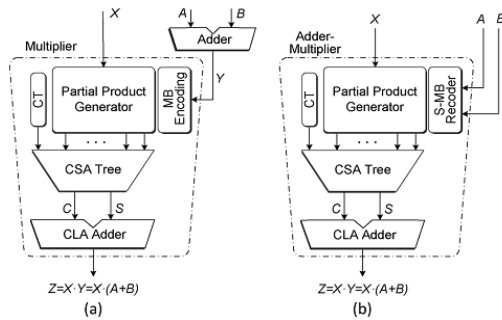 X
A
B
Adder
Multiplier
Y
CT
Partial Product
Generator
MB
Encoding
. . .
CSA Tree
C
S
CLA Adder
Z=X·Y=X·(A+B)
(a)
X
A
B
Adder-
Multiplier
CT
Partial Product
Generator
S-MB
Recoder
. . .
CSA Tree
C
S
CLA Adder
Z=X·Y=X·(A+B)
(b)